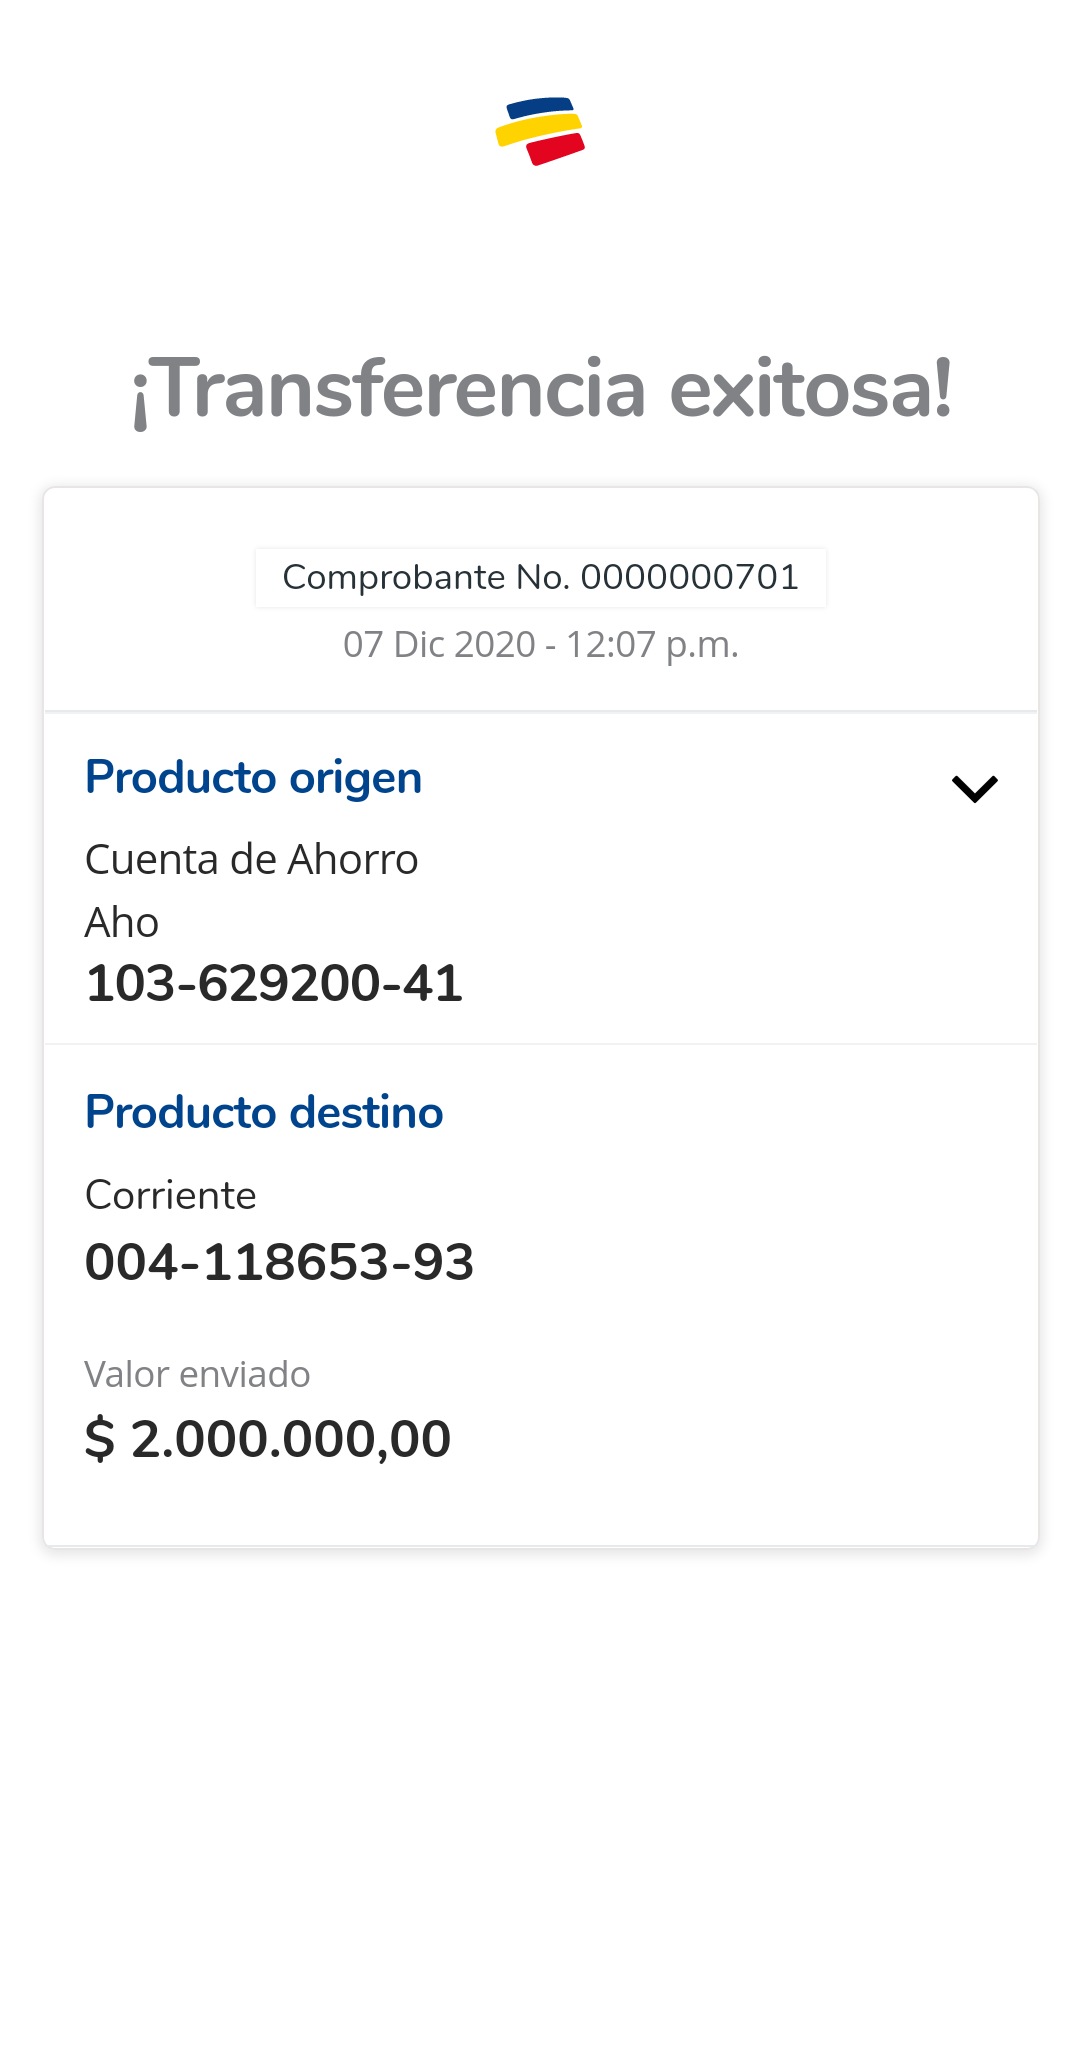 ¡Transferencia exitosa!
Comprobante No. 0000000701
07 Dic 2020 - 12:07 p.m.
Producto origen
Cuenta de Ahorro
Aho
103-629200-41
Producto destino
Corriente
004-118653-93
Valor enviado
$ 2.000.000,00